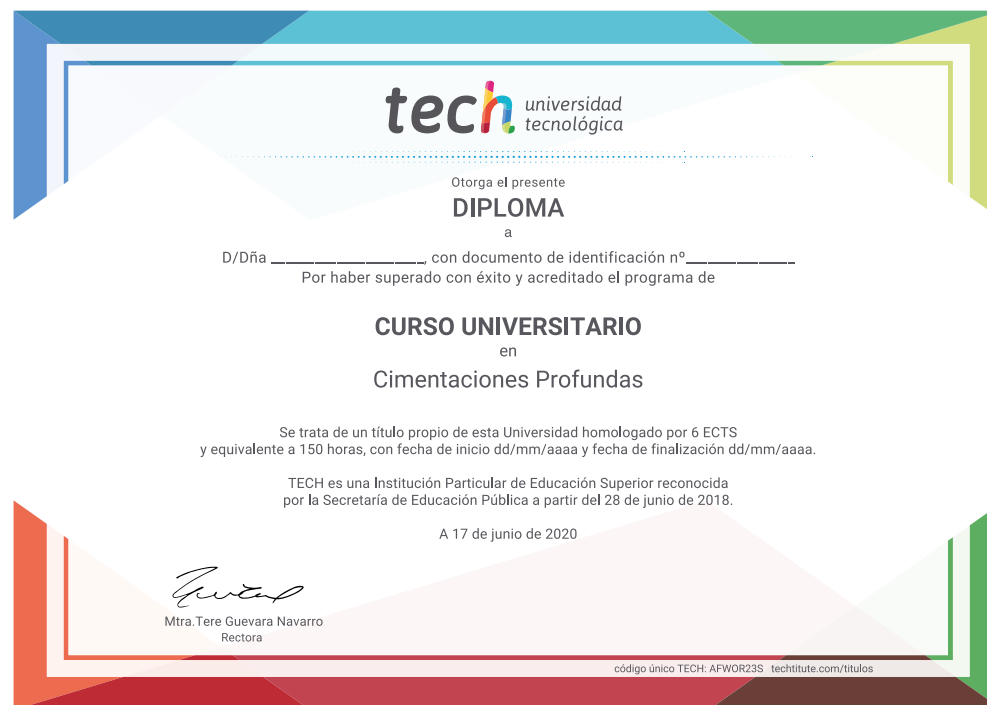 tech universidad
tecnológica
Otorga el presente
DIPLOMA
a
D/Dña ____________________, con documento de identificación nº______________
Por haber superado con éxito y acreditado el programa de
CURSO UNIVERSITARIO
en
Cimentaciones Profundas
Se trata de un título propio de esta Universidad homologado por 6 ECTS
y equivalente a 150 horas, con fecha de inicio dd/mm/aaaa y fecha de finalización dd/mm/aaaa.
TECH es una Institución Particular de Educación Superior reconocida
por la Secretaría de Educación Pública a partir del 28 de junio de 2018.
A 17 de junio de 2020
Mtra.Tere Guevara Navarro
Rectora
código único TECH: AFWOR23S techtitute.com/titulos